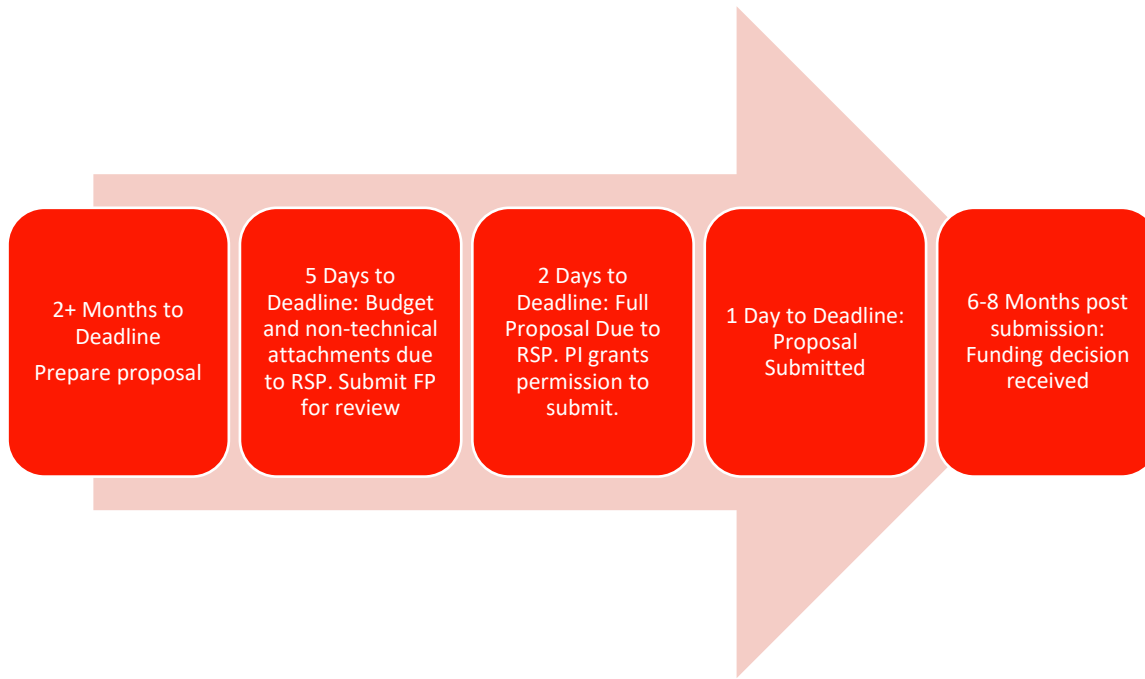 2+ Months to
Deadline
Prepare proposal
5 Days to
Deadline: Budget
and non-technical
attachments due
to RSP. Submit FP
for review
2 Days to
Deadline: Full
Proposal Due to
RSP. PI grants
permission to
submit.
1 Day to Deadline:
Proposal
Submitted
6-8 Months post
submission:
Funding decision
received